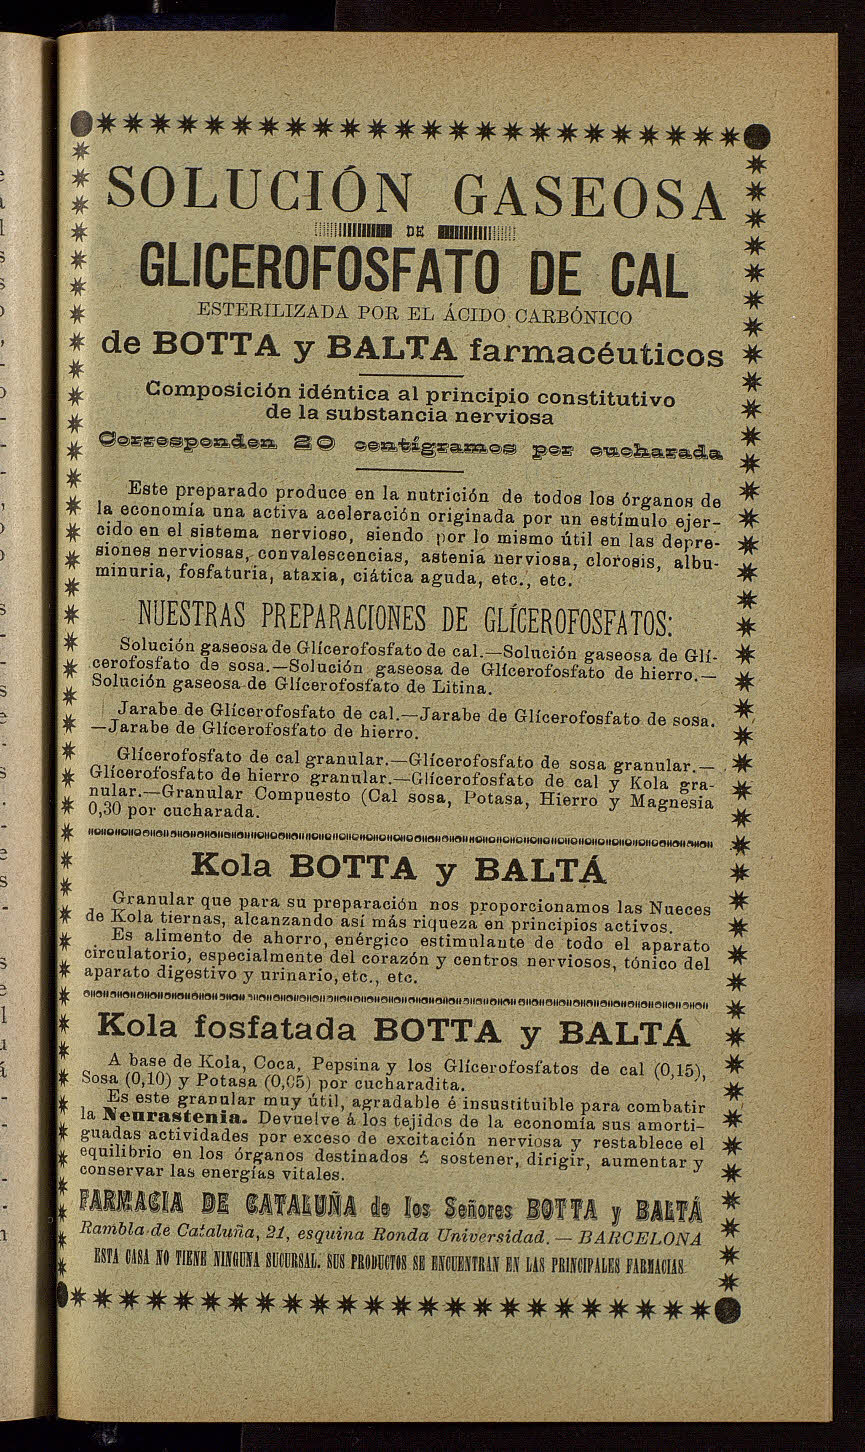 SOLUCIÓN GASEOSA
DE
GLICEROFOSFATO DE CAL
ESTERILIZADA POR EL ÁCIDO CARBÓNICO
de BOTTA y BALTA farmacéuticos
Composición idéntica al principio constitutivo
de la substancia nerviosa
Corresponden 20 centígramos por cucharada
Este preparado produce en la nutrición de todos los órganos de
la economía una activa aceleración originada por un estímulo ejer-
cido en el sistema nervioso, siendo por lo mismo útil en las depre-
siones nerviosas, convalescencias, astenia nerviosa, clorosis, albu-
minuria, fosfaturia, ataxia, ciática aguda, etc., etc.
NUESTRAS PREPARACIONES DE GLÍCEROFOSFATOS:
Solución gaseosa de Glícerofosfato de cal.—Solución gaseosa de Glí-
cerofosfato de sosa.—Solución gaseosa de Glícerofosfato de hierro.—
Solución gaseosa de Glícerofosfato de Litina.
Jarabe de Glícerofosfato de cal.—Jarabe de Glícerofosfato de sosa.
—Jarabe de Glícerofosfato de hierro.
Glícerofosfato de cal granular.—Glícerofosfato de sosa granular.—
Glícerofosfato de hierro granular.—Glícerofosfato de cal y Kola gra-
nular.—Granular Compuesto (Cal sosa, Potasa, Hierro y Magnesia
0,30 por cucharada.
Kola BOTTA y BALTÁ
Granular que para su preparación nos proporcionamos las Nueces
de Kola tiernas, alcanzando así más riqueza en principios activos.
Es alimento de ahorro, enérgico estimulante de todo el aparato
circulatorio, especialmente del corazón y centros nerviosos, tónico del
aparato digestivo y urinario, etc., etc.
Kola fosfatada BOTTA y BALTÁ
A base de Kola, Coca, Pepsina y los Glícerofosfatos de cal (0,15),
Sosa (0,10) y Potasa (0,05) por cucharadita.
Es este granular muy útil, agradable é insustituible para combatir
la Neurastenia. Devuelve á los tejidos de la economía sus amorti-
guadas actividades por exceso de excitación nerviosa y restablece el
equilibrio en los órganos destinados á sostener, dirigir, aumentar y
conservar las energías vitales.
FARMACIA DE CATALUÑA de los Señores BOTTA y BALTÁ
Rambla de Cataluña, 21, esquina Ronda Universidad. — BARCELONA
ESTA CASA NO TIENE NINGUNA SUCURSAL. SUS PRODUCTOS SE ENCUENTRAN EN LAS PRINCIPALES FARMACIAS